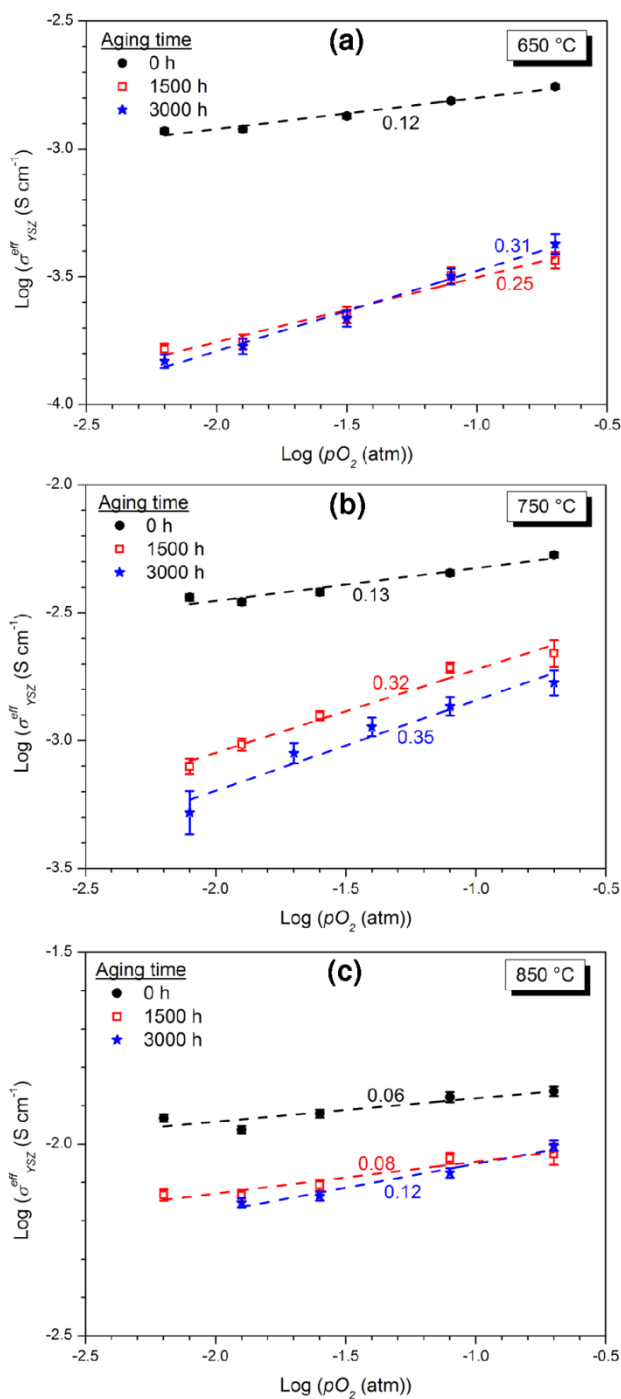 (a)
650 °C
Aging time
0 h
1500 h
3000 h
0.12
0.31
0.25
-2.5
-3.0
-3.5
-4.0
Log (σ^eff_YSZ (S cm⁻¹)
-2.5 -2.0 -1.5 -1.0 -0.5
Log (pO₂ (atm))
(b)
750 °C
Aging time
0 h
1500 h
3000 h
0.13
0.32
0.35
-2.0
-2.5
-3.0
-3.5
Log (σ^eff_YSZ (S cm⁻¹)
-2.5 -2.0 -1.5 -1.0 -0.5
Log (pO₂ (atm))
(c)
850 °C
Aging time
0 h
1500 h
3000 h
0.06
0.08
0.12
-1.5
-2.0
-2.5
Log (σ^eff_YSZ (S cm⁻¹)
-2.5 -2.0 -1.5 -1.0 -0.5
Log (pO₂ (atm))